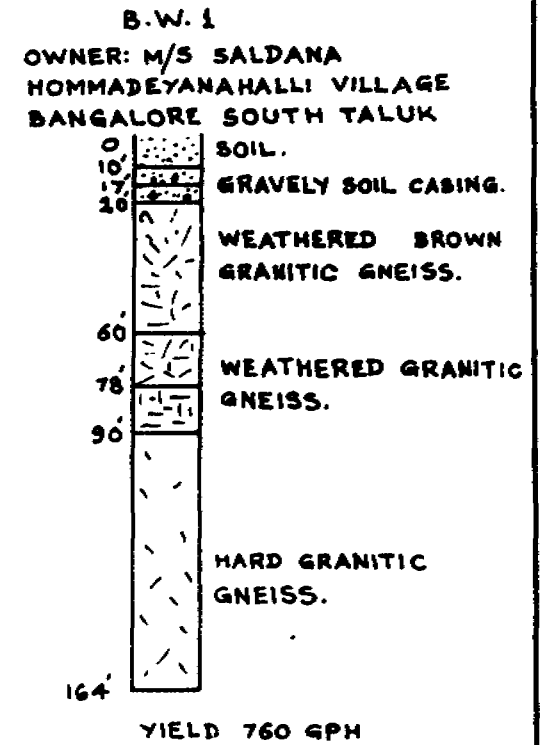 B.W. 1
OWNER: M/S SALDANA
HOMMADEYANAHALLI VILLAGE
BANGALORE SOUTH TALUK
0 SOIL.
10'
17' GRAVELY SOIL CASING.
20'
WEATHERED BROWN
GRANITIC GNEISS.
60'
WEATHERED GRANITIC
78'
GNEISS.
90'
HARD GRANITIC
GNEISS.
164'
YIELD 760 GPH